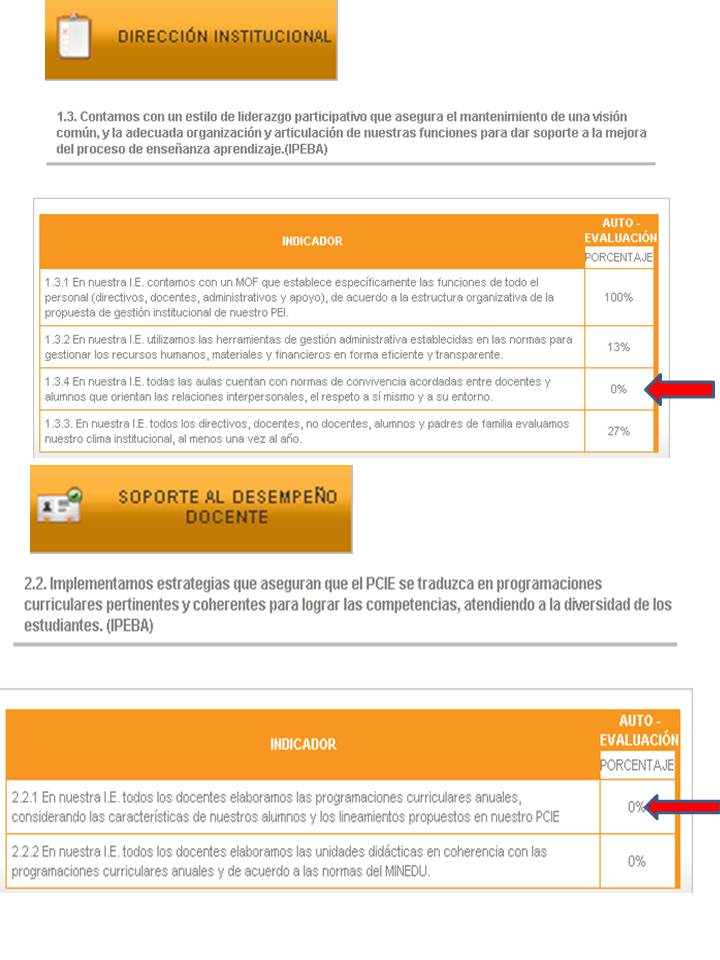 DIRECCIÓN INSTITUCIONAL
1.3. Contamos con un estilo de liderazgo participativo que asegura el mantenimiento de una visión
común, y la adecuada organización y articulación de nuestras funciones para dar soporte a la mejora
del proceso de enseñanza aprendizaje.(IPEBA)
INDICADOR
AUTO -
EVALUACIÓN
PORCENTAJE
1.3.1 En nuestra I.E. contamos con un MOF que establece específicamente las funciones de todo el
personal (directivos, docentes, administrativos y apoyo), de acuerdo a la estructura organizativa de la
propuesta de gestión institucional de nuestro PEI.
100%
1.3.2 En nuestra I.E. utilizamos las herramientas de gestión administrativa establecidas en las normas para
gestionar los recursos humanos, materiales y financieros en forma eficiente y transparente.
13%
1.3.4 En nuestra I.E. todas las aulas cuentan con normas de convivencia acordadas entre docentes y
alumnos que orientan las relaciones interpersonales, el respeto a sí mismo y a su entorno.
0%
1.3.3. En nuestra I.E. todos los directivos, docentes, no docentes, alumnos y padres de familia evaluamos
nuestro clima institucional, al menos una vez al año.
27%
SOPORTE AL DESEMPEÑO
DOCENTE
2.2. Implementamos estrategias que aseguran que el PCIE se traduzca en programaciones
curriculares pertinentes y coherentes para lograr las competencias, atendiendo a la diversidad de los
estudiantes. (IPEBA)
INDICADOR
AUTO -
EVALUACIÓN
PORCENTAJE
2.2.1 En nuestra I.E. todos los docentes elaboramos las programaciones curriculares anuales,
considerando las características de nuestros alumnos y los lineamientos propuestos en nuestro PCIE
0%
2.2.2 En nuestra I.E. todos los docentes elaboramos las unidades didácticas en coherencia con las
programaciones curriculares anuales y de acuerdo a las normas del MINEDU.
0%